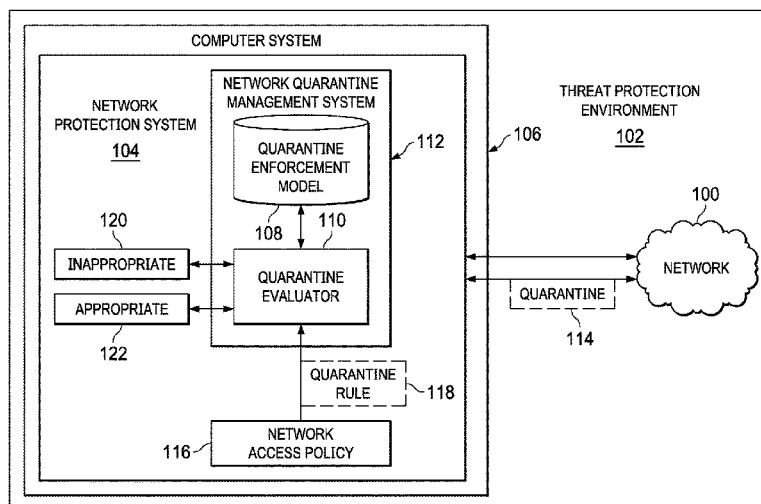 COMPUTER SYSTEM
NETWORK QUARANTINE
MANAGEMENT SYSTEM
NETWORK
PROTECTION SYSTEM
104
THREAT PROTECTION
ENVIRONMENT
102
106
112
QUARANTINE
ENFORCEMENT
MODEL
108
110
120
INAPPROPRIATE
QUARANTINE
EVALUATOR
APPROPRIATE
122
100
NETWORK
QUARANTINE
114
QUARANTINE
RULE
118
116
NETWORK
ACCESS POLICY